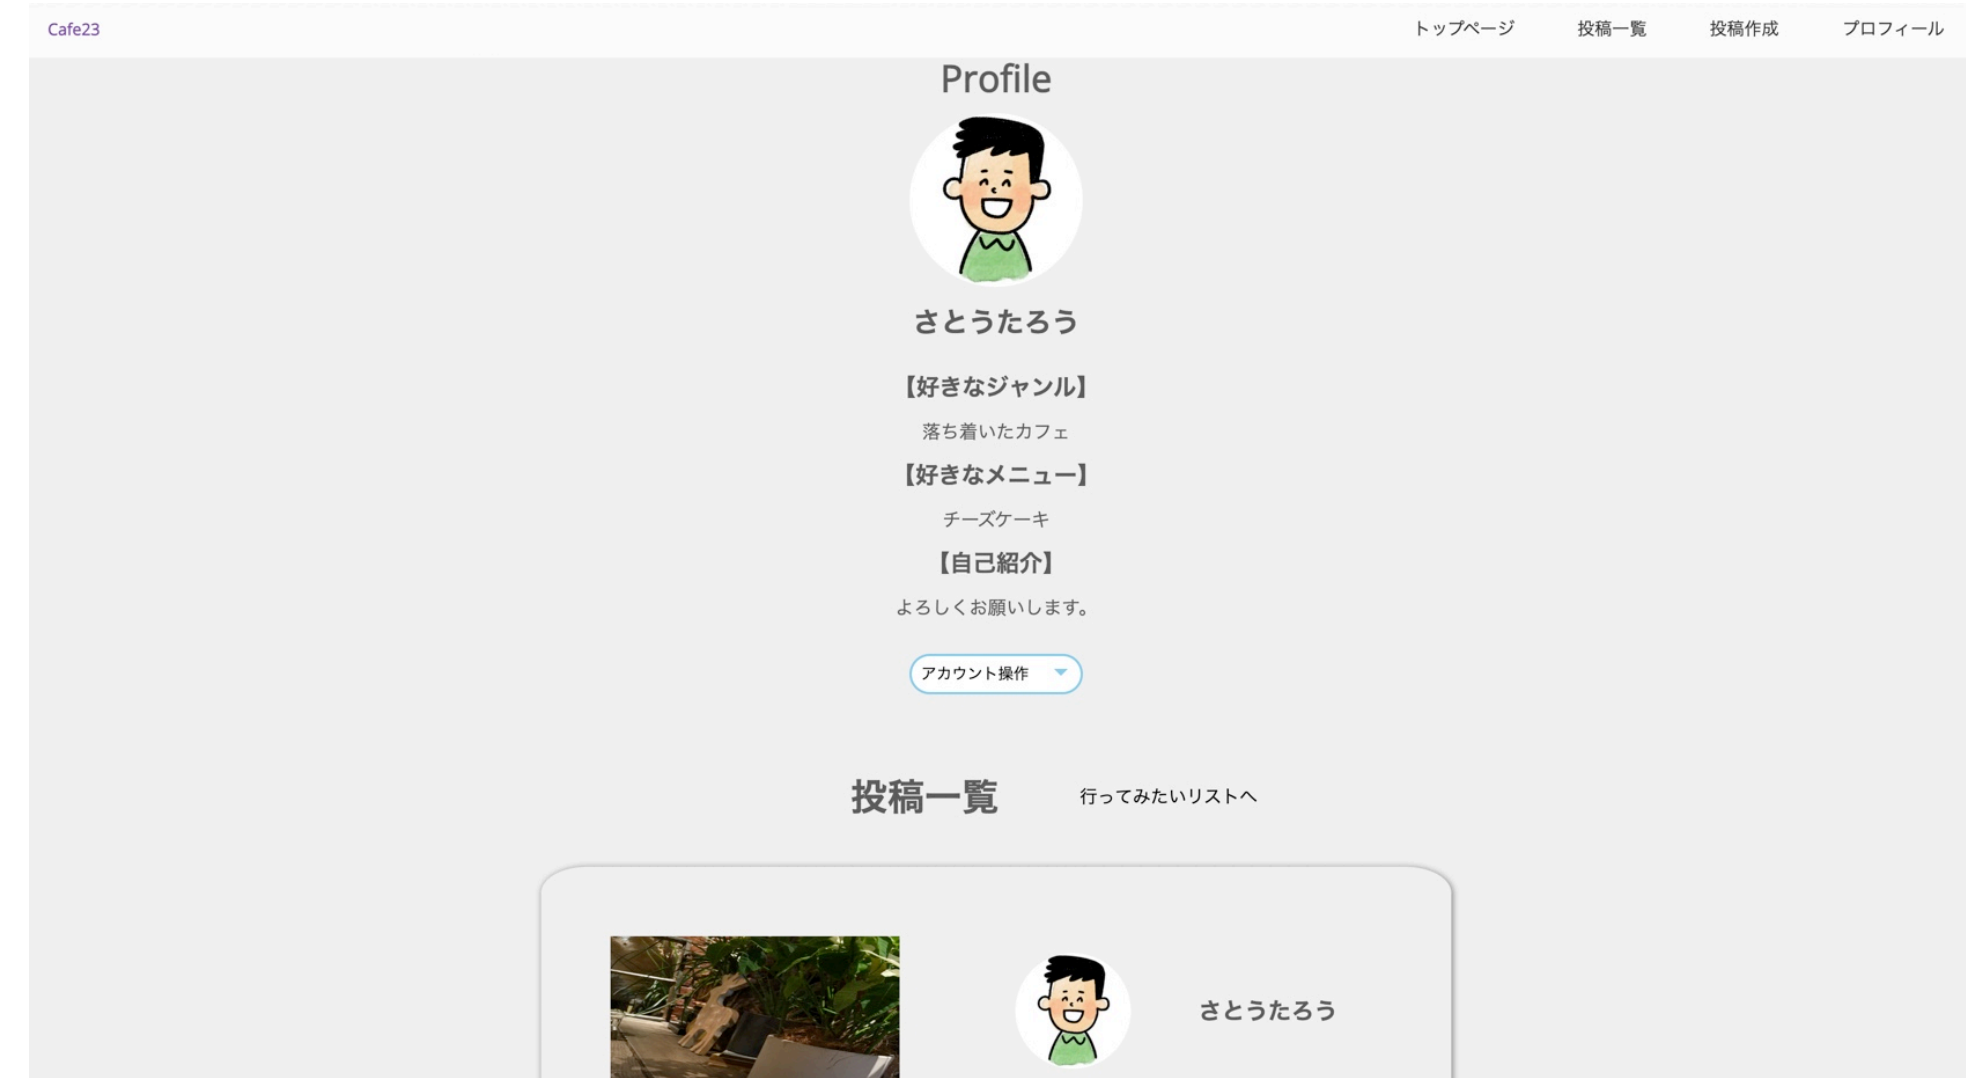 Cafe23
トップページ
投稿一覧
投稿作成
プロフィール
Profile
さとうたろう
【好きなジャンル】
落ち着いたカフェ
【好きなメニュー】
チーズケーキ
【自己紹介】
よろしくお願いします。
アカウント操作
投稿一覧
行ってみたいリストへ
さとうたろう